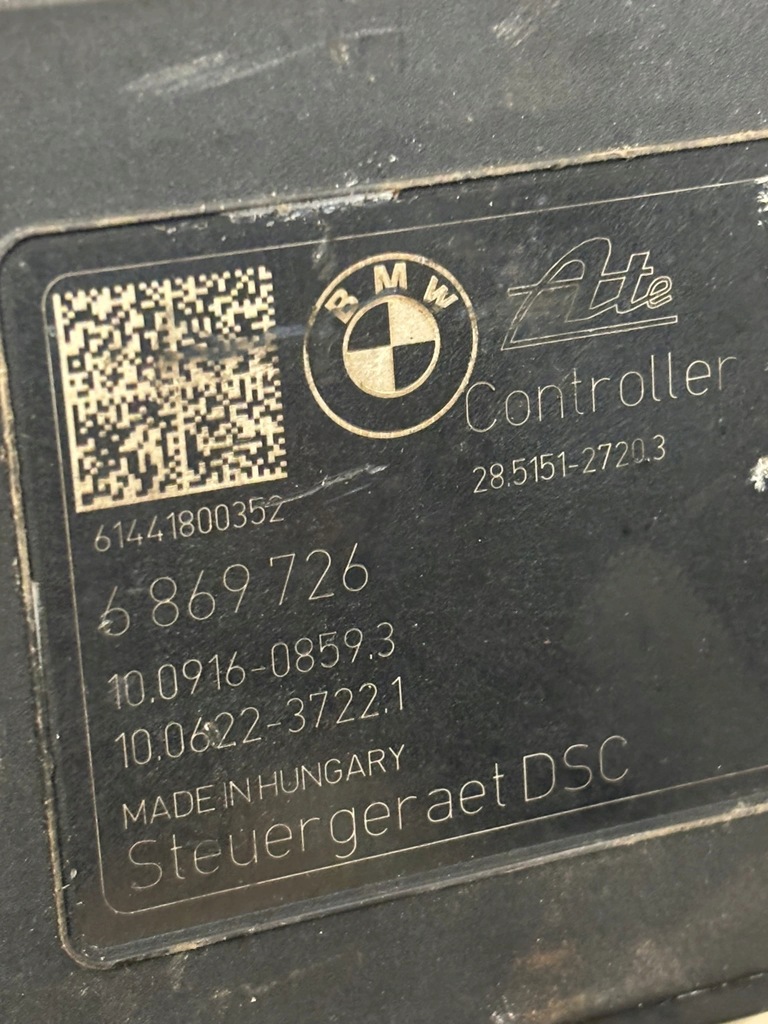 BMW
Ate
Controller
28.5151-2720.3
61441800352
6 869 726
10.0916-0859.3
10.0622-3722.1
MADE IN HUNGARY
Steuergeraet DSC